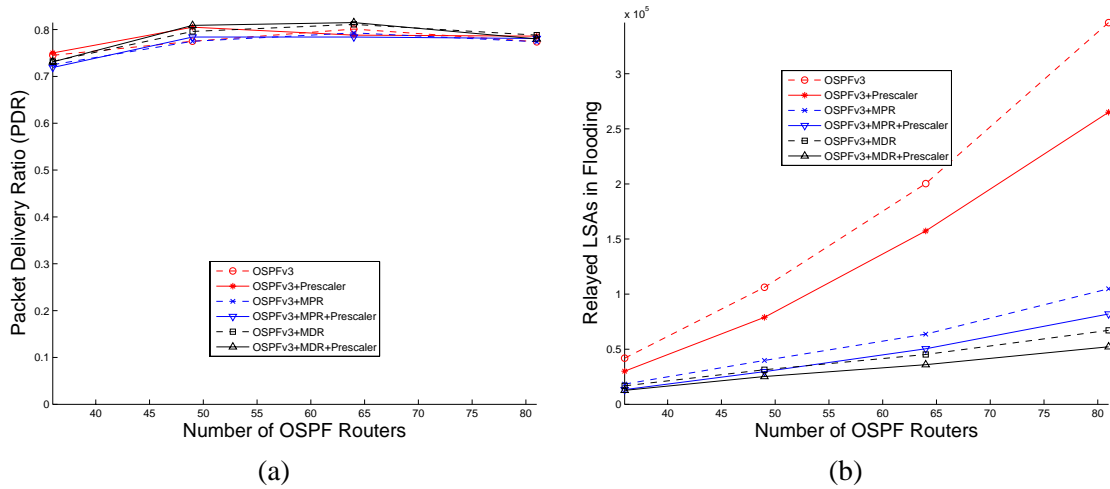 0.8
0.7
0.6
0.5
0.4
0.3
0.2
0.1
0
Packet Delivery Ratio (PDR)
OSPFv3
OSPFv3+Prescaler
OSPFv3+MPR
OSPFv3+MPR+Prescaler
OSPFv3+MDR
OSPFv3+MDR+Prescaler
40 45 50 55 60 65 70 75 80
Number of OSPF Routers
(a)
x 10^5
3
2.5
2
1.5
1
0.5
0
Relayed LSAs in Flooding
OSPFv3
OSPFv3+Prescaler
OSPFv3+MPR
OSPFv3+MPR+Prescaler
OSPFv3+MDR
OSPFv3+MDR+Prescaler
40 45 50 55 60 65 70 75 80
Number of OSPF Routers
(b)